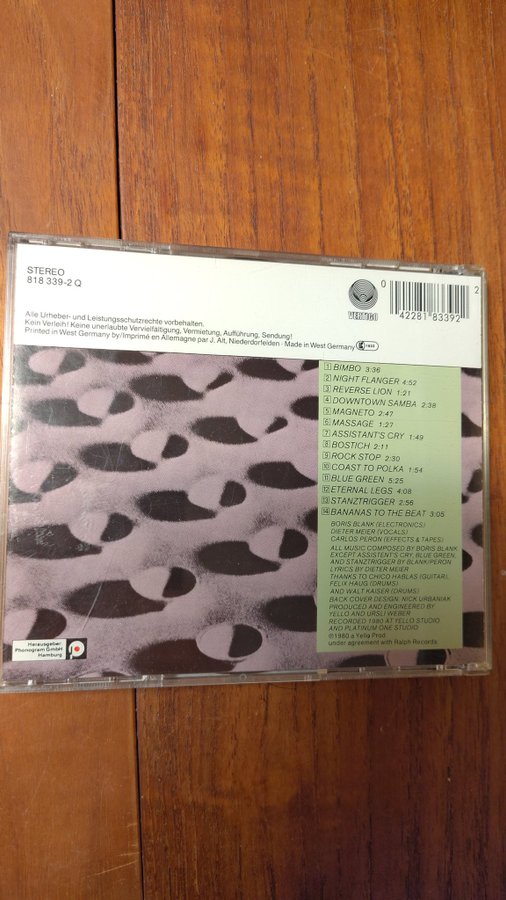 STEREO
818 339-2 Q
VERTIGO
0 42281 83392 2
Alle Urheber- und Leistungsschutzrechte vorbehalten.
Kein Verleih! Keine unerlaubte Vervielfältigung, Vermietung, Aufführung, Sendung!
Printed in West Germany by/Imprimé en Allemagne par J. Alt, Niederdorfelden · Made in West Germany
1 BIMBO 3:36
2 NIGHT FLANGER 4:52
3 REVERSE LION 1:21
4 DOWNTOWN SAMBA 2:38
5 MAGNETO 2:47
6 MASSAGE 1:27
7 ASSISTANT'S CRY 1:49
8 BOSTICH 2:11
9 ROCK STOP 2:30
10 COAST TO POLKA 1:54
11 BLUE GREEN 5:25
12 ETERNAL LEGS 4:08
13 STANZTRIGGER 2:56
14 BANANAS TO THE BEAT 3:05
BORIS BLANK (ELECTRONICS)
DIETER MEIER (VOCALS)
CARLOS PERON (EFFECTS & TAPES)
ALL MUSIC COMPOSED BY BORIS BLANK
EXCEPT ASSISTENT'S CRY, BLUE GREEN,
AND STANZTRIGGER BY BLANK/PERON
LYRICS BY DIETER MEIER
THANKS TO CHICO HABLAS (GUITAR),
FELIX HAUG (DRUMS)
AND WALT KAISER (DRUMS)
BACK COVER DESIGN: NICK URBANIAK
PRODUCED AND ENGINEERED BY
YELLO AND URSLI WEBER
RECORDED 1980 AT YELLO STUDIO
AND PLATINUM ONE STUDIO
℗ 1980 a Yello Prod.
under agreement with Ralph Records
Herausgeber:
Phonogram GmbH
Hamburg